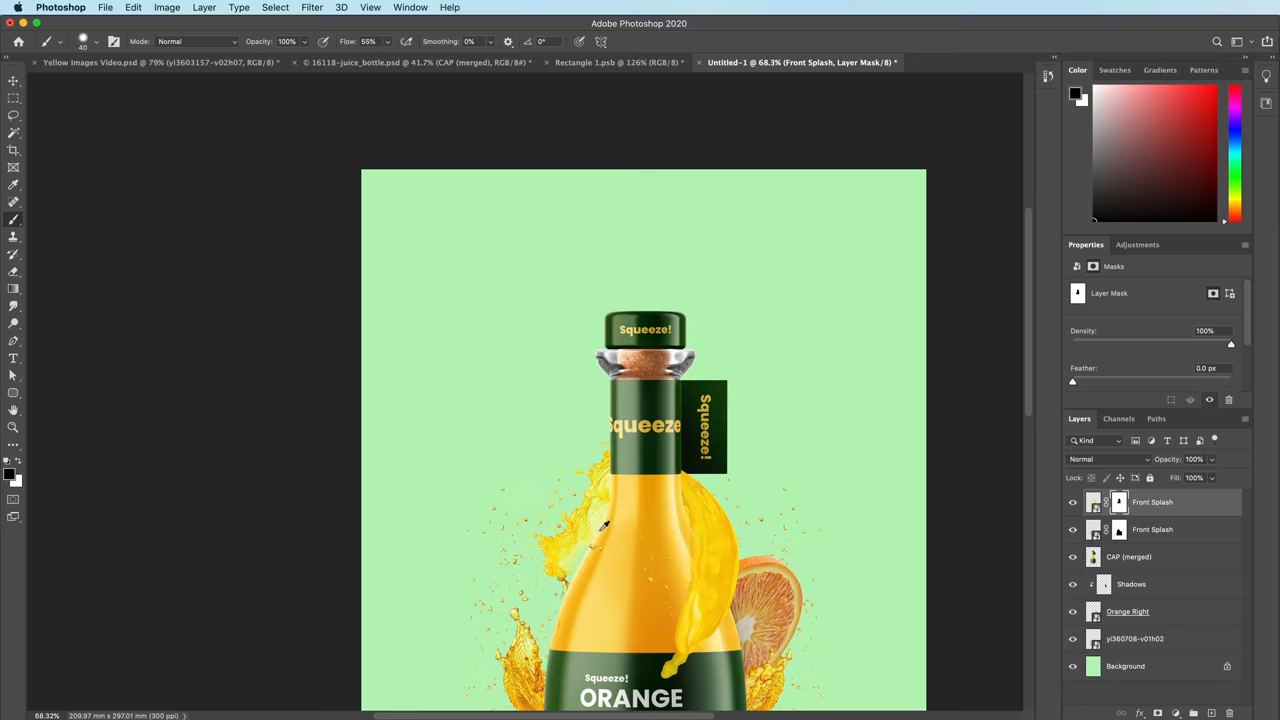 Photoshop File Edit Image Layer Type Select Filter 3D View Window Help
Adobe Photoshop 2020
40 Mode: Normal Opacity: 100% Flow: 55% Smoothing: 0% 0°
Yellow Images Video.psd @ 79% (yi3603157-v02h07, RGB/8) * © 16118-juice_bottle.psd @ 41.7% (CAP (merged), RGB/8#) * Rectangle 1.psb @ 126% (RGB/8) * Untitled-1 @ 68.3% (Front Splash, Layer Mask/8) *
Color Swatches Gradients Patterns
Properties Adjustments
Masks
Layer Mask
Density: 100%
Feather: 0.0 px
Layers Channels Paths
Kind
Normal Opacity: 100%
Lock: Fill: 100%
Front Splash
Front Splash
CAP (merged)
Shadows
Orange Right
yi360708-v01h02
Background
Squeeze!
Squeeze
Squeeze!
Squeeze!
ORANGE
68.32% 209.97 mm x 297.01 mm (300 ppi)